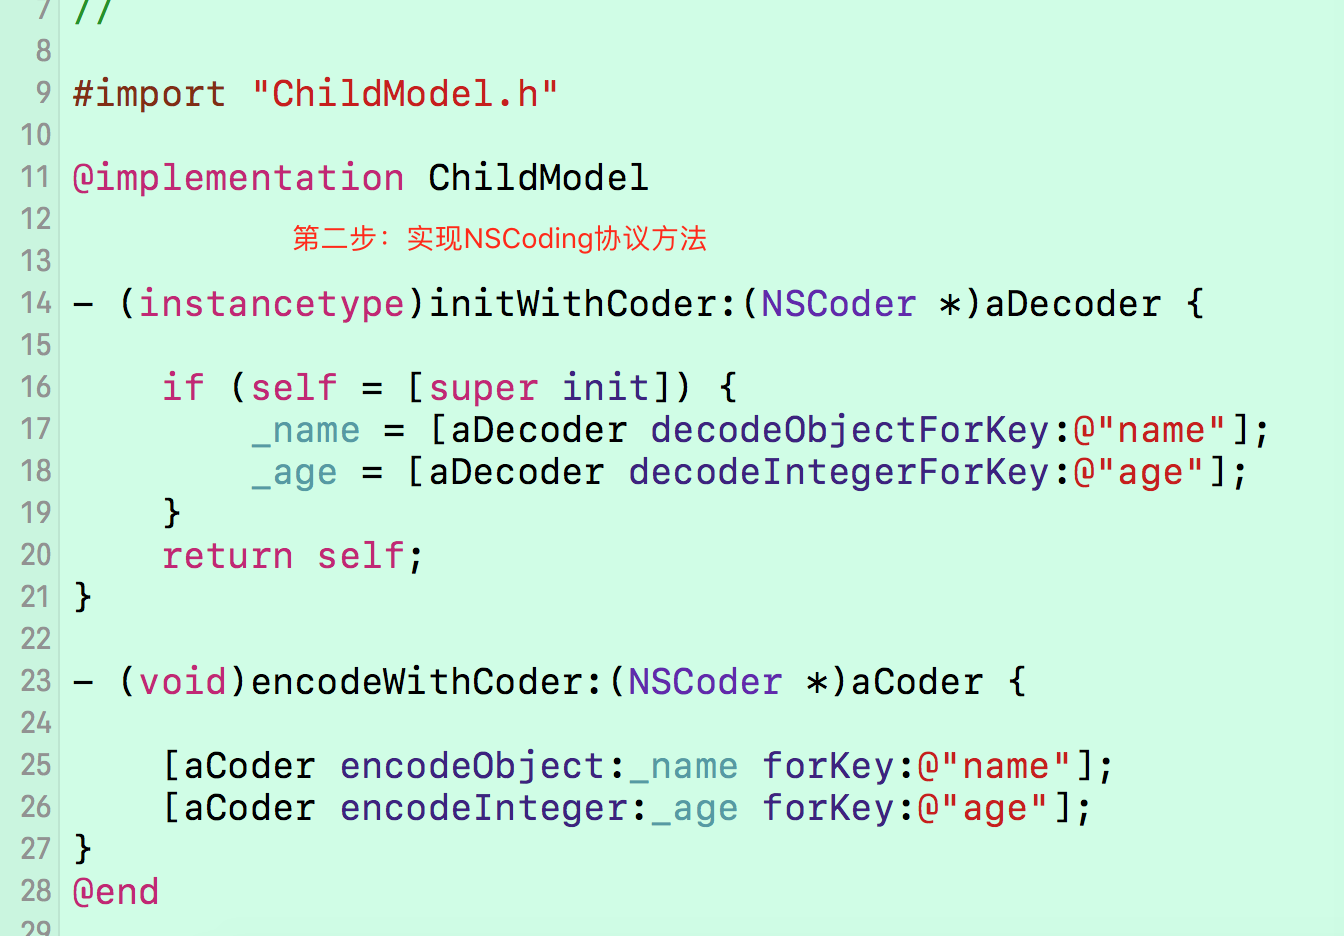 7 //
8
9 #import "ChildModel.h"
10
11 @implementation ChildModel
12
第二步：实现NSCoding协议方法
13
14 - (instancetype)initWithCoder:(NSCoder *)aDecoder {
15
16     if (self = [super init]) {
17         _name = [aDecoder decodeObjectForKey:@"name"];
18         _age = [aDecoder decodeIntegerForKey:@"age"];
19     }
20     return self;
21 }
22
23 - (void)encodeWithCoder:(NSCoder *)aCoder {
24
25     [aCoder encodeObject:_name forKey:@"name"];
26     [aCoder encodeInteger:_age forKey:@"age"];
27 }
28 @end
29